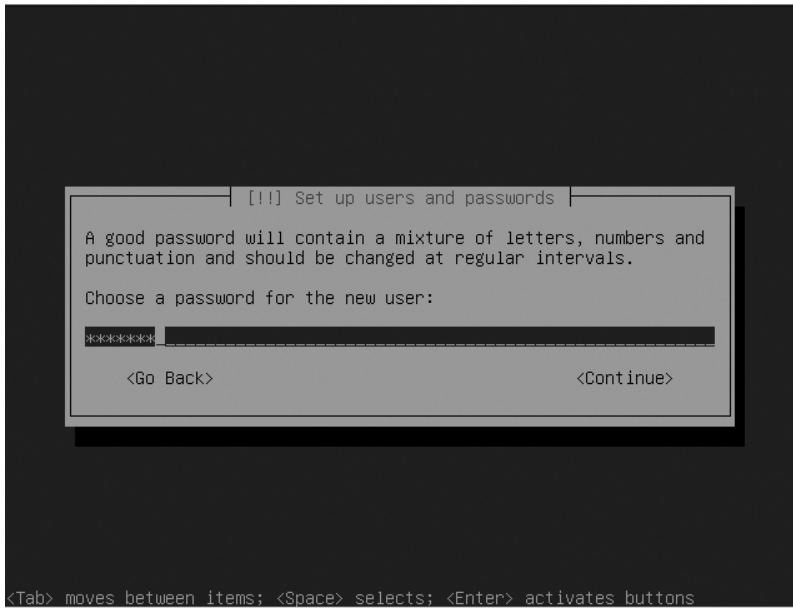 [!!] Set up users and passwords
A good password will contain a mixture of letters, numbers and
punctuation and should be changed at regular intervals.
Choose a password for the new user:
*******
<Go Back> <Continue>
<Tab> moves between items; <Space> selects; <Enter> activates buttons